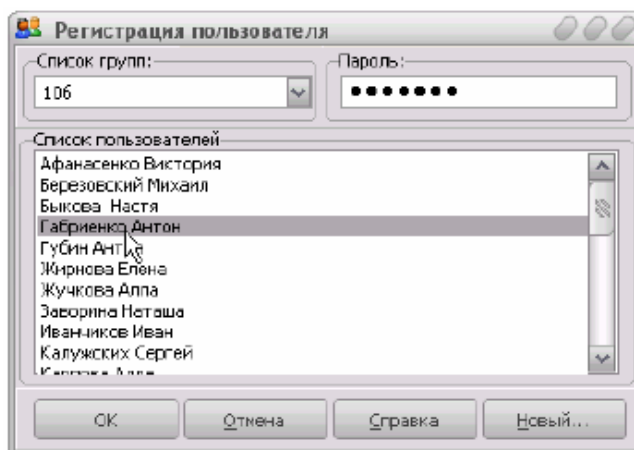 Регистрация пользователя
Список групп:
Пароль:
106
●●●●●●●
Список пользователей
Афанасенко Виктория
Березовский Михаил
Быкова Настя
Габриенко Антон
Губин
Жирнова Елена
Жучкова Алла
Заворина Наташа
Иванчиков Иван
Калужских Сергей
OK
Отмена
Справка
Новый...